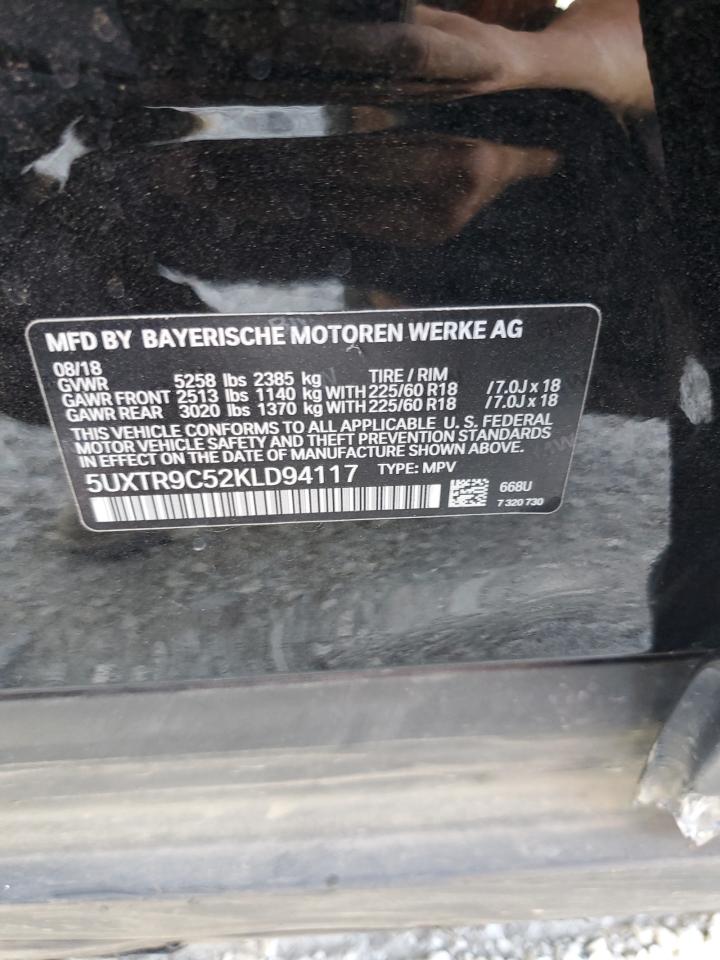 MFD BY BAYERISCHE MOTOREN WERKE AG
08/18 TIRE / RIM
GVWR 5258 lbs 2385 kg
GAWR FRONT 2513 lbs 1140 kg WITH 225/60 R18 / 7.0J x 18
GAWR REAR 3020 lbs 1370 kg WITH 225/60 R18 / 7.0J x 18
THIS VEHICLE CONFORMS TO ALL APPLICABLE U. S. FEDERAL
MOTOR VEHICLE SAFETY AND THEFT PREVENTION STANDARDS
IN EFFECT ON THE DATE OF MANUFACTURE SHOWN ABOVE.
5UXTR9C52KLD94117 TYPE: MPV
668U
7 320 730